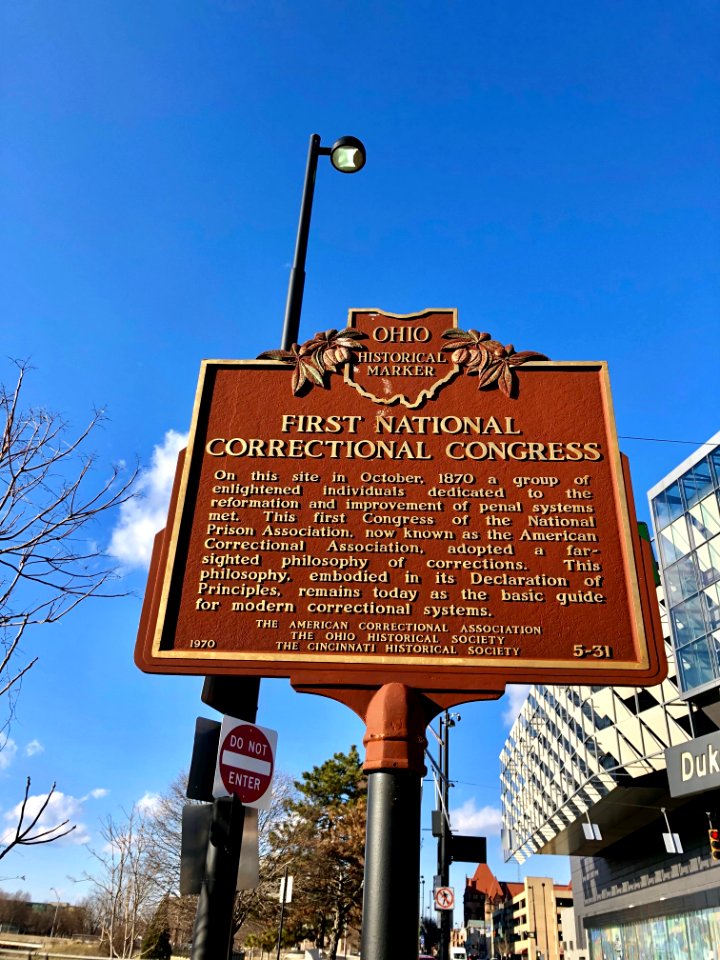 OHIO
HISTORICAL
MARKER
FIRST NATIONAL
CORRECTIONAL CONGRESS
On this site in October, 1870 a group of
enlightened individuals dedicated to the
reformation and improvement of penal systems
met. This first Congress of the National
Prison Association, now known as the American
Correctional Association, adopted a far-
sighted philosophy of corrections. This
philosophy, embodied in its Declaration of
Principles, remains today as the basic guide
for modern correctional systems.
THE AMERICAN CORRECTIONAL ASSOCIATION
THE OHIO HISTORICAL SOCIETY
1970 THE CINCINNATI HISTORICAL SOCIETY 5-31
DO NOT
ENTER
Duk